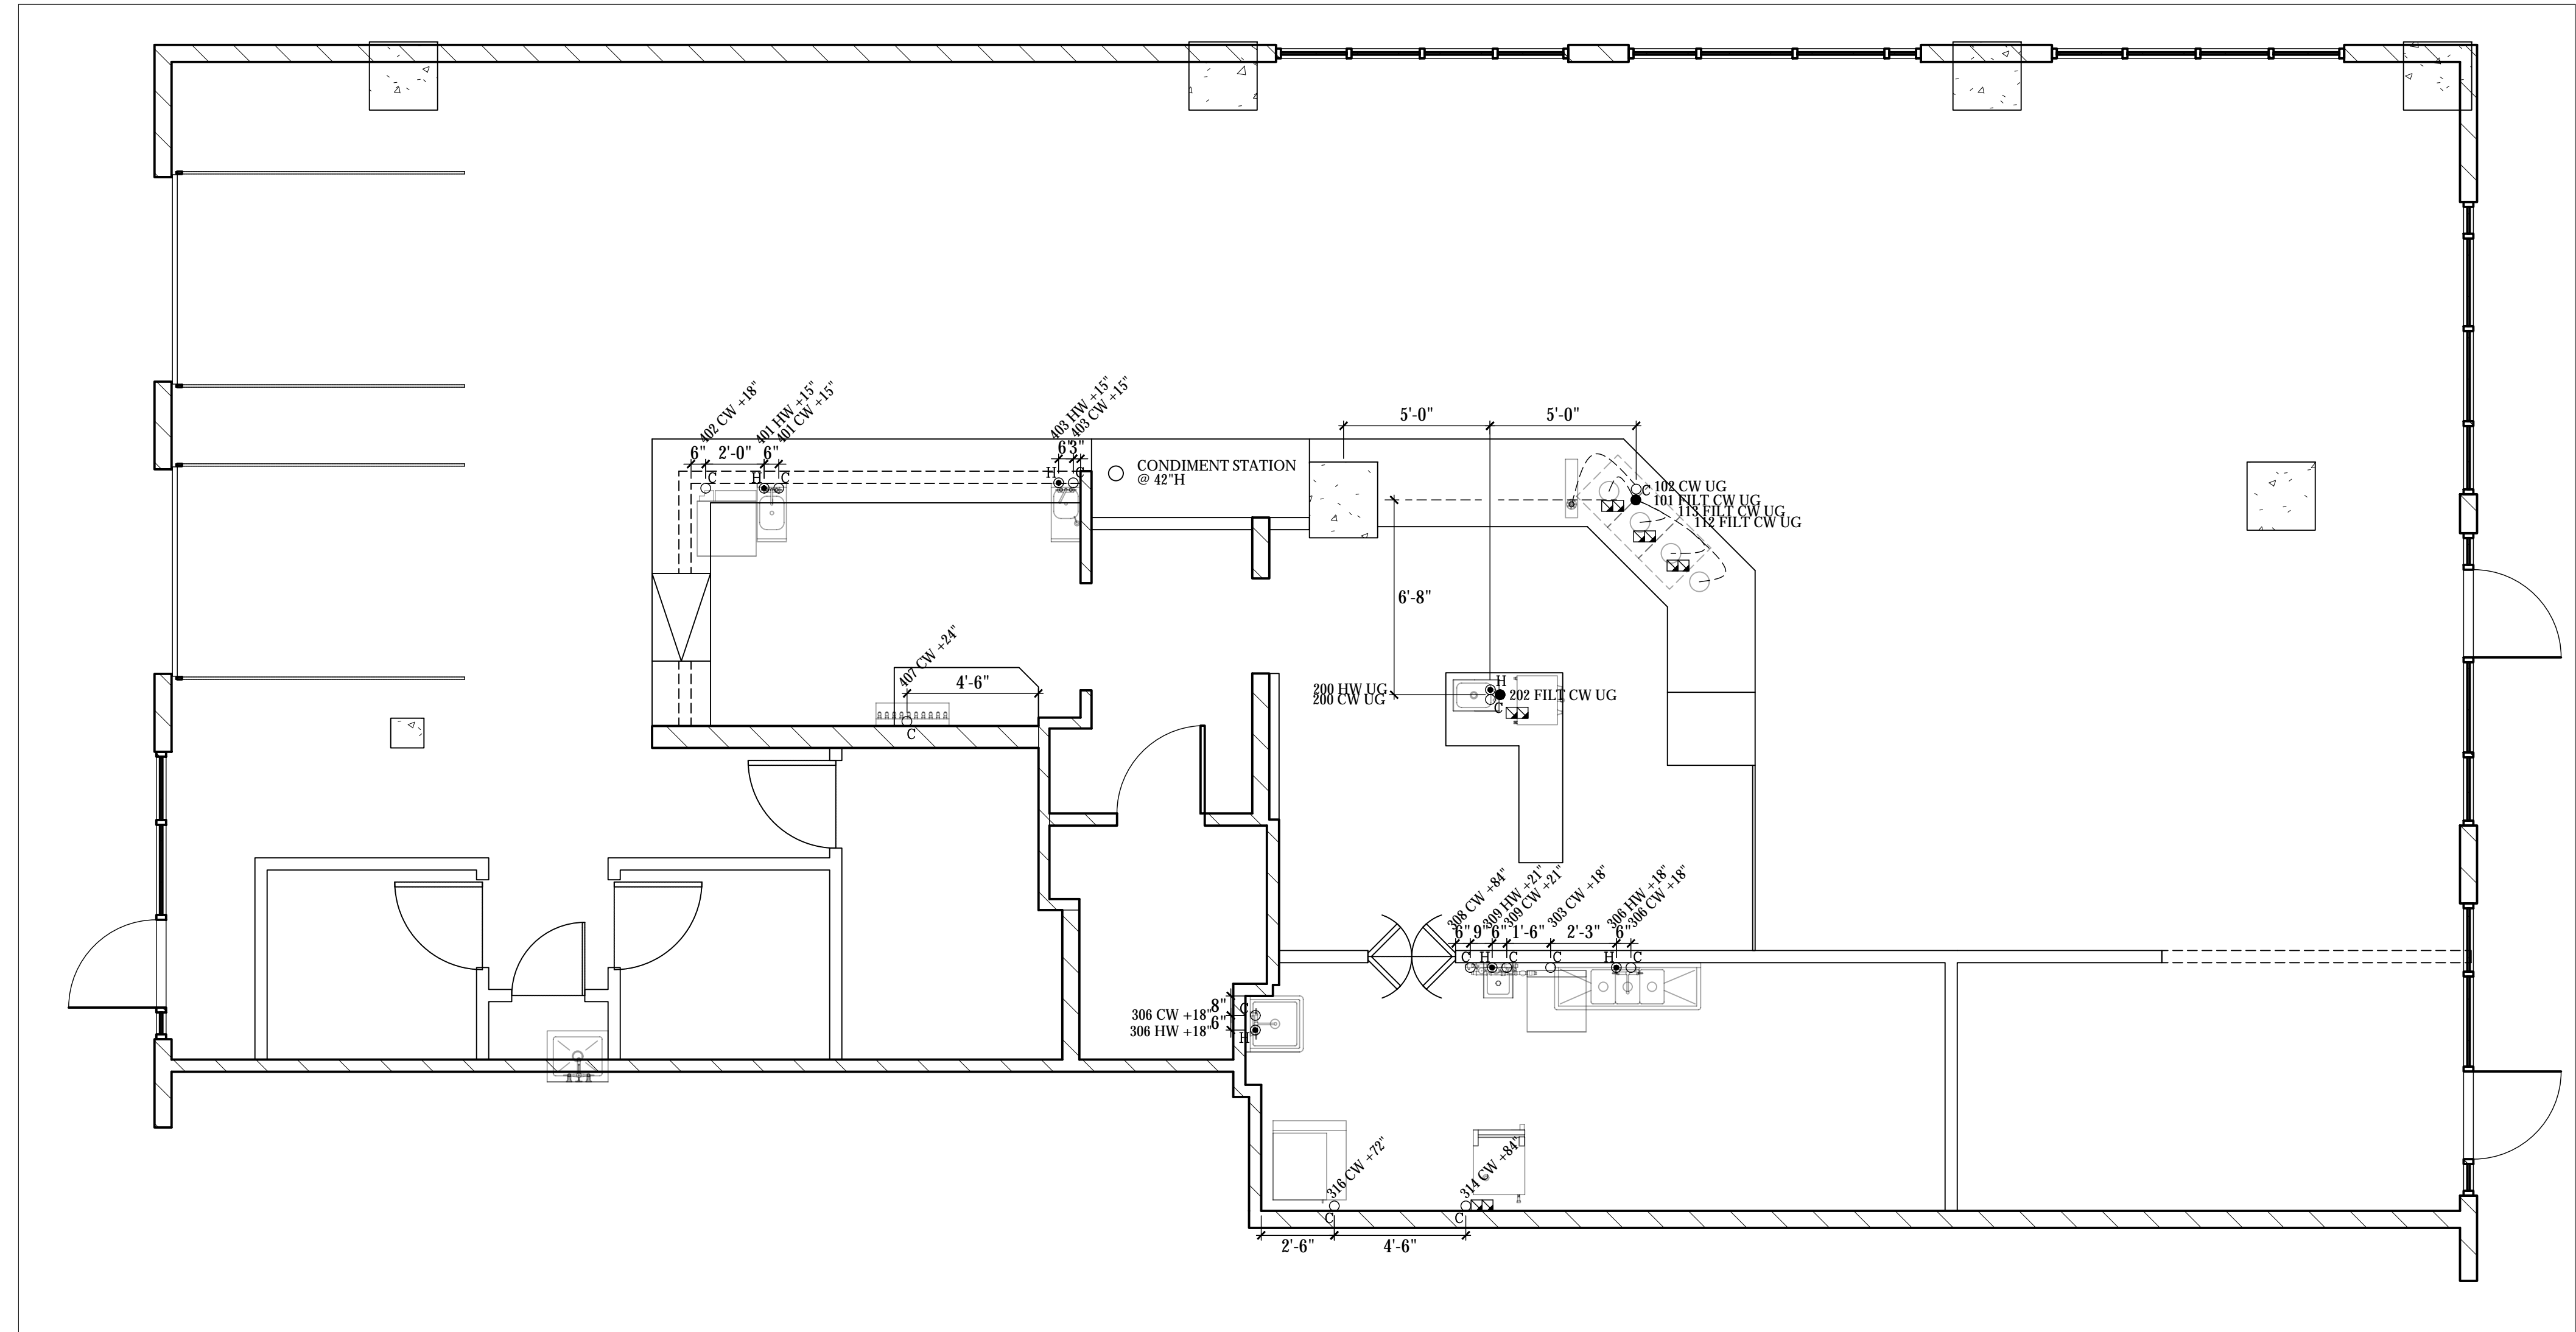 402 CW +18"
401 HW +15"
401 CW +15"
6"
2'-0"
6"
C
H
C
403 HW +15"
403 CW +15"
6"
3"
H
C
CONDIMENT STATION
@ 42"H
5'-0"
5'-0"
C
102 CW UG
101 FILT CW UG
113 FILT CW UG
112 FILT CW UG
6'-8"
407 CW +24"
4'-6"
C
200 HW UG
200 CW UG
H
C
202 FILT CW UG
308 CW +84"
309 HW +21"
309 CW +21"
303 CW +18"
306 HW +18"
306 CW +18"
6"
9"
6"
1'-6"
2'-3"
6"
C
H
C
C
H
C
8"
6"
306 CW +18"
306 HW +18"
C
H
316 CW +72"
314 CW +84"
C
C
2'-6"
4'-6"